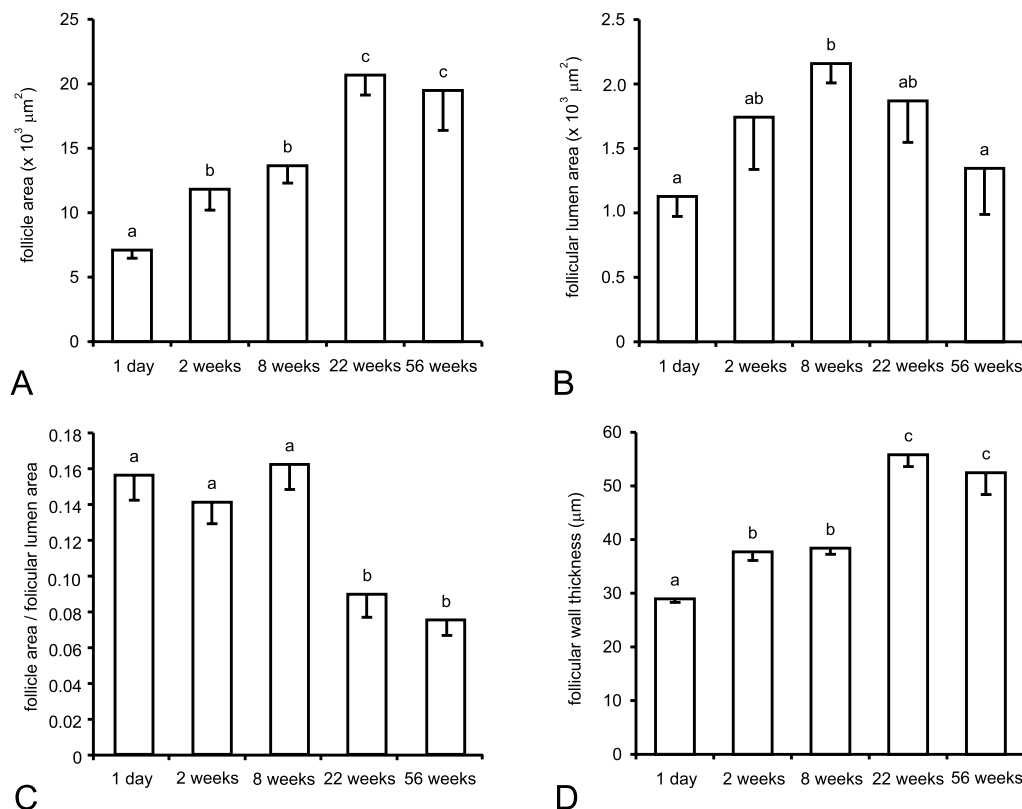 25
20
15
10
5
0
follicle area (x 10³ μm²)
a
b
b
c
c
1 day
2 weeks
8 weeks
22 weeks
56 weeks
A
2.5
2.0
1.5
1.0
0.5
0
follicular lumen area (x 10³ μm²)
a
ab
b
ab
a
1 day
2 weeks
8 weeks
22 weeks
56 weeks
B
0.18
0.16
0.14
0.12
0.10
0.08
0.06
0.04
0.02
0
follicle area / folicular lumen area
a
a
a
b
b
1 day
2 weeks
8 weeks
22 weeks
56 weeks
C
60
50
40
30
20
10
0
follicular wall thickness (μm)
a
b
b
c
c
1 day
2 weeks
8 weeks
22 weeks
56 weeks
D